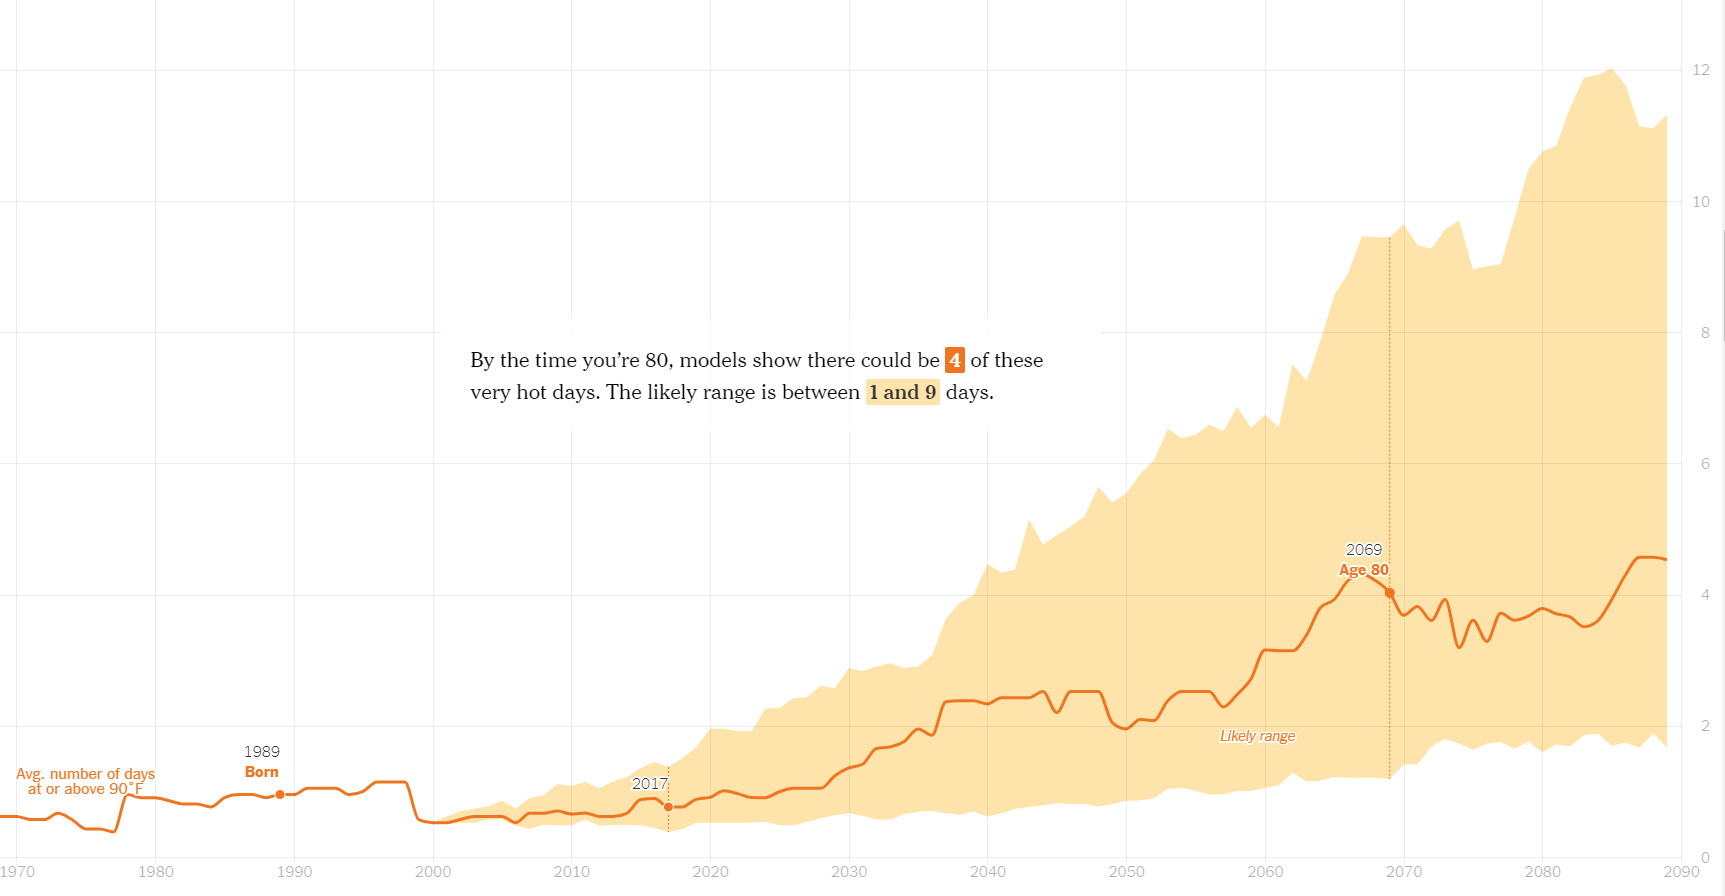 12
10
8
By the time you’re 80, models show there could be 4 of these
very hot days. The likely range is between 1 and 9 days.
6
2069
Age 80
4
Likely range
2
1989
Born
Avg. number of days
at or above 90˚F
2017
0
1970 1980 1990 2000 2010 2020 2030 2040 2050 2060 2070 2080 2090